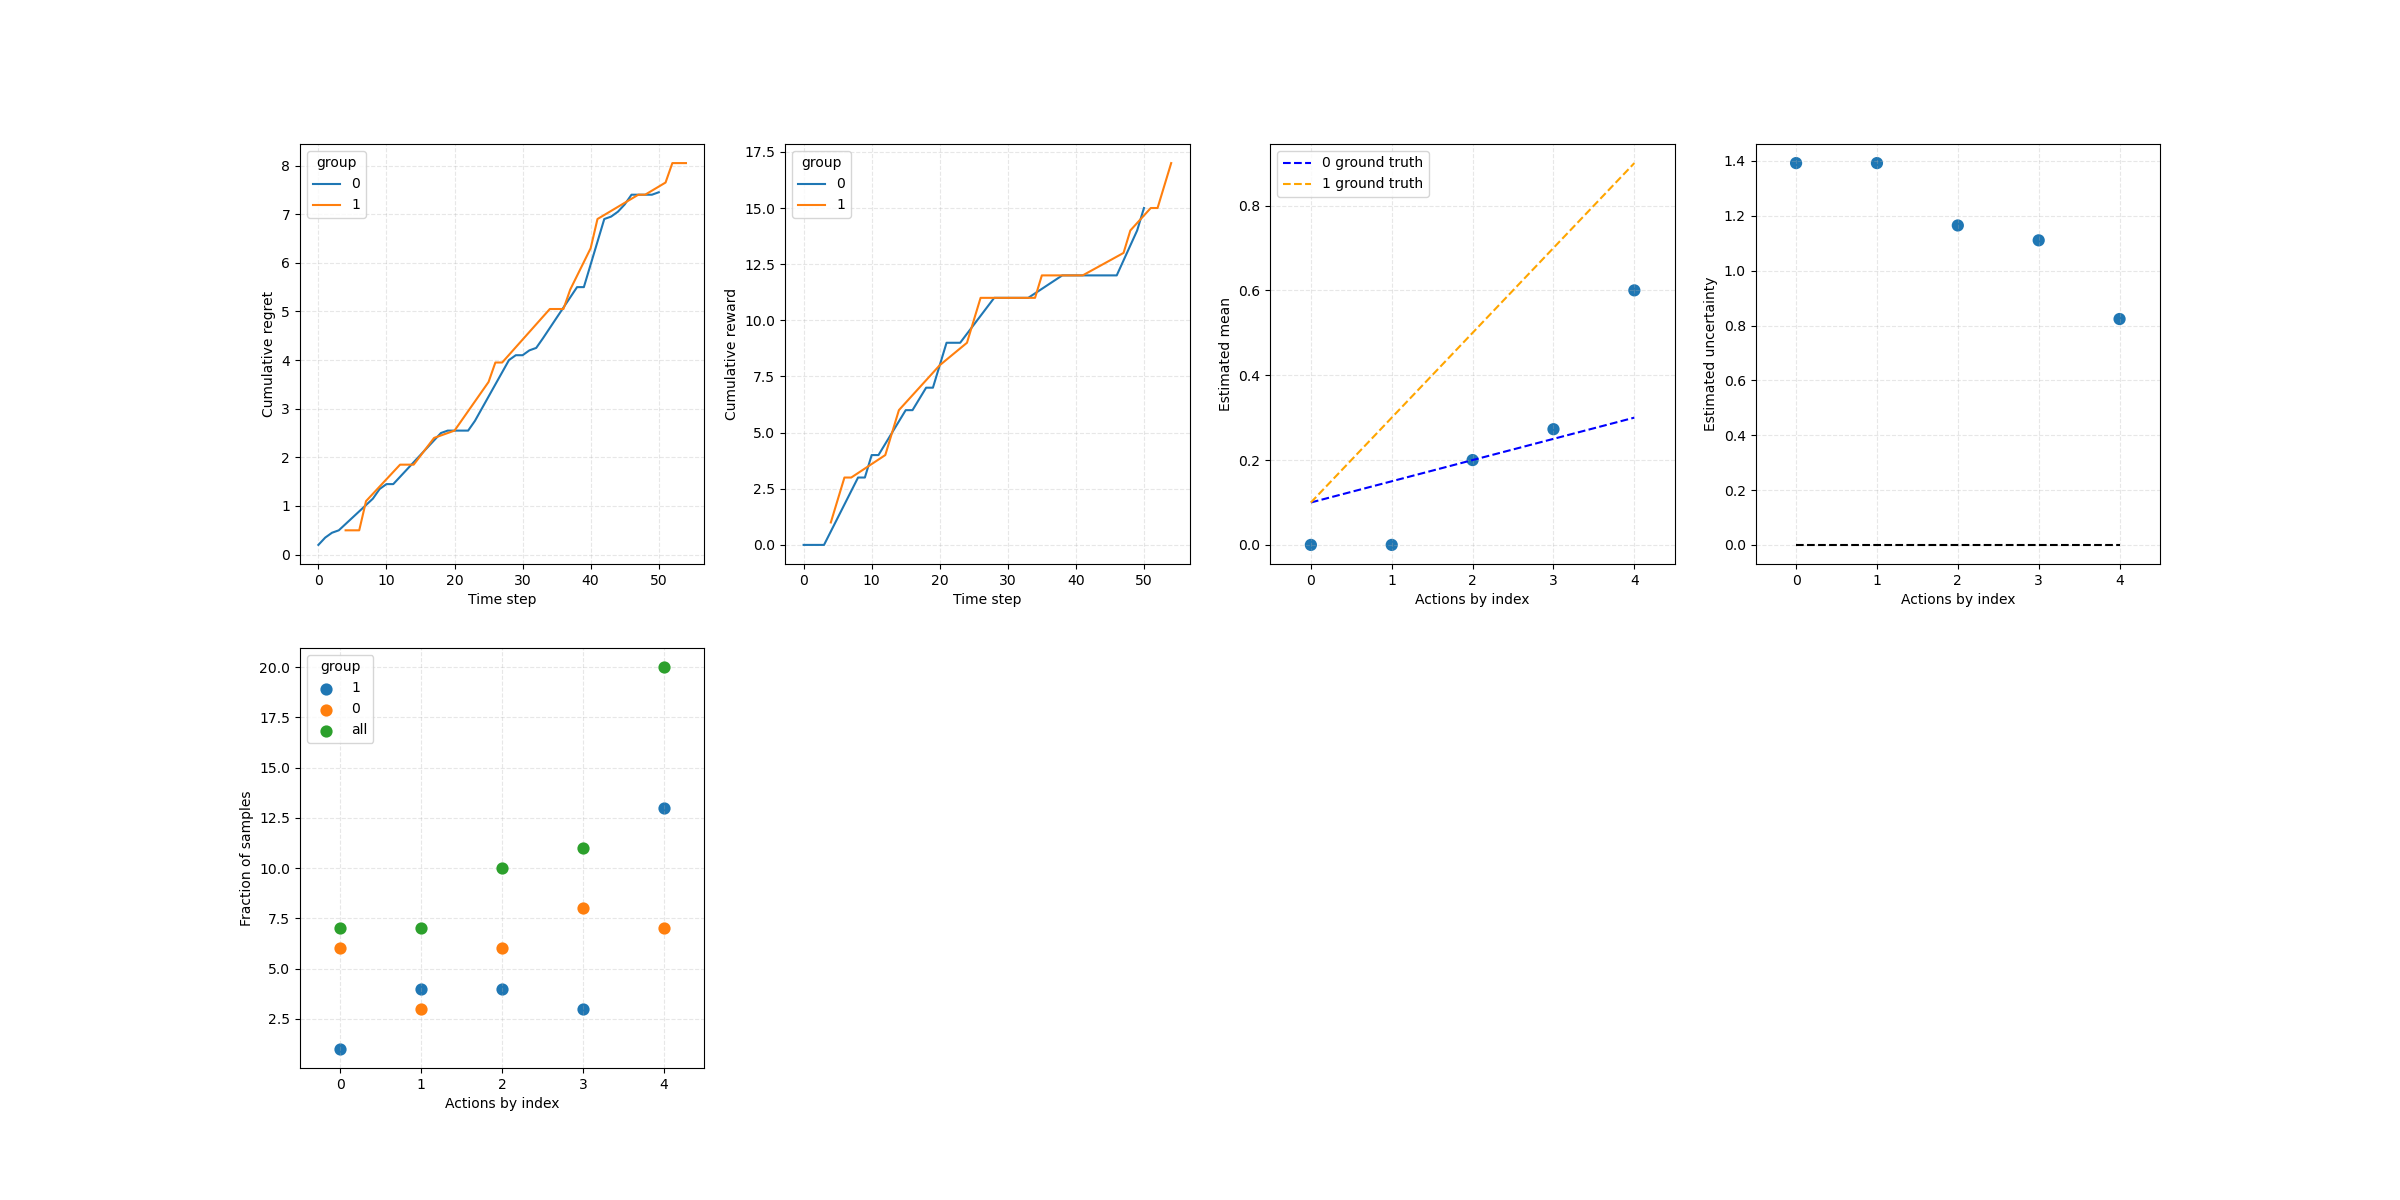 group
0
1
8
7
6
5
4
3
2
1
0
Cumulative regret
0 10 20 30 40 50
Time step
group
0
1
17.5
15.0
12.5
10.0
7.5
5.0
2.5
0.0
Cumulative reward
0 10 20 30 40 50
Time step
0 ground truth
1 ground truth
0.8
0.6
0.4
0.2
0.0
Estimated mean
0 1 2 3 4
Actions by index
1.4
1.2
1.0
0.8
0.6
0.4
0.2
0.0
Estimated uncertainty
0 1 2 3 4
Actions by index
group
1
0
all
20.0
17.5
15.0
12.5
10.0
7.5
5.0
2.5
Fraction of samples
0 1 2 3 4
Actions by index